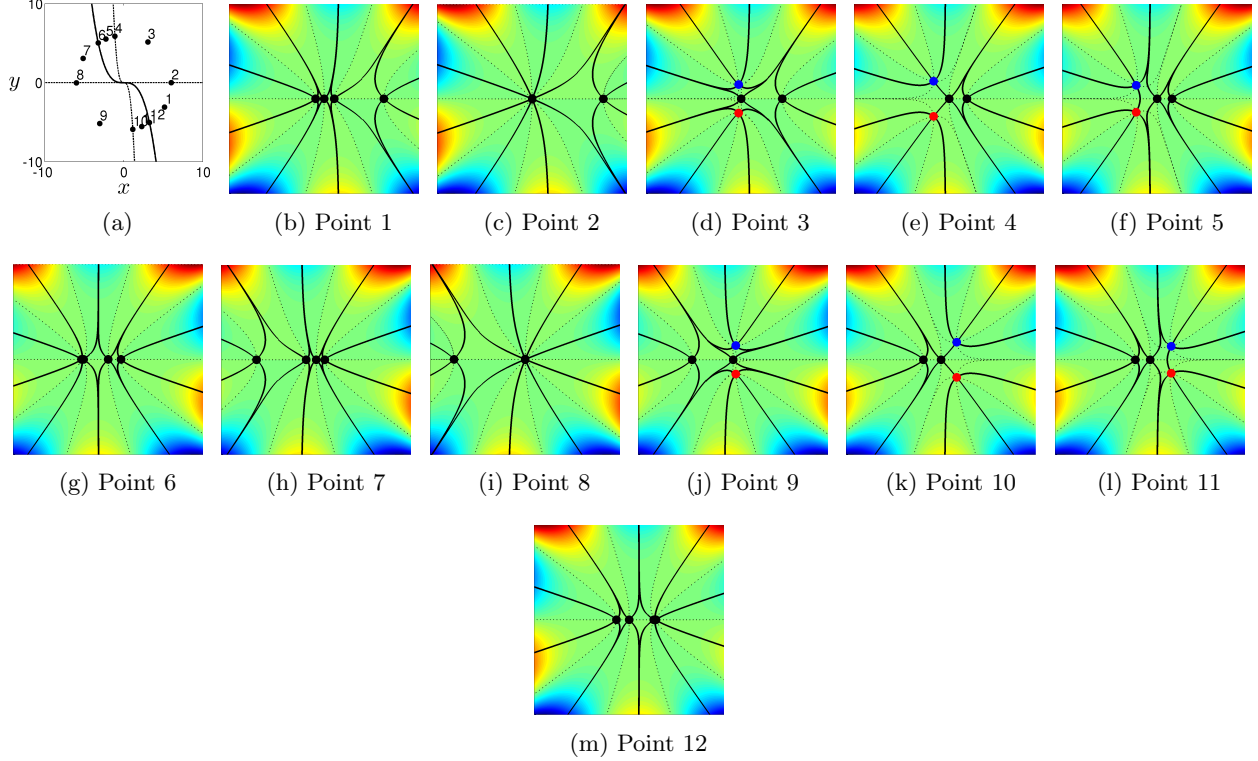 10
y
0
-10
-10
0
10
x
7
6
5
4
3
8
2
1
9
10
12
(a)
(b) Point 1
(c) Point 2
(d) Point 3
(e) Point 4
(f) Point 5
(g) Point 6
(h) Point 7
(i) Point 8
(j) Point 9
(k) Point 10
(l) Point 11
(m) Point 12